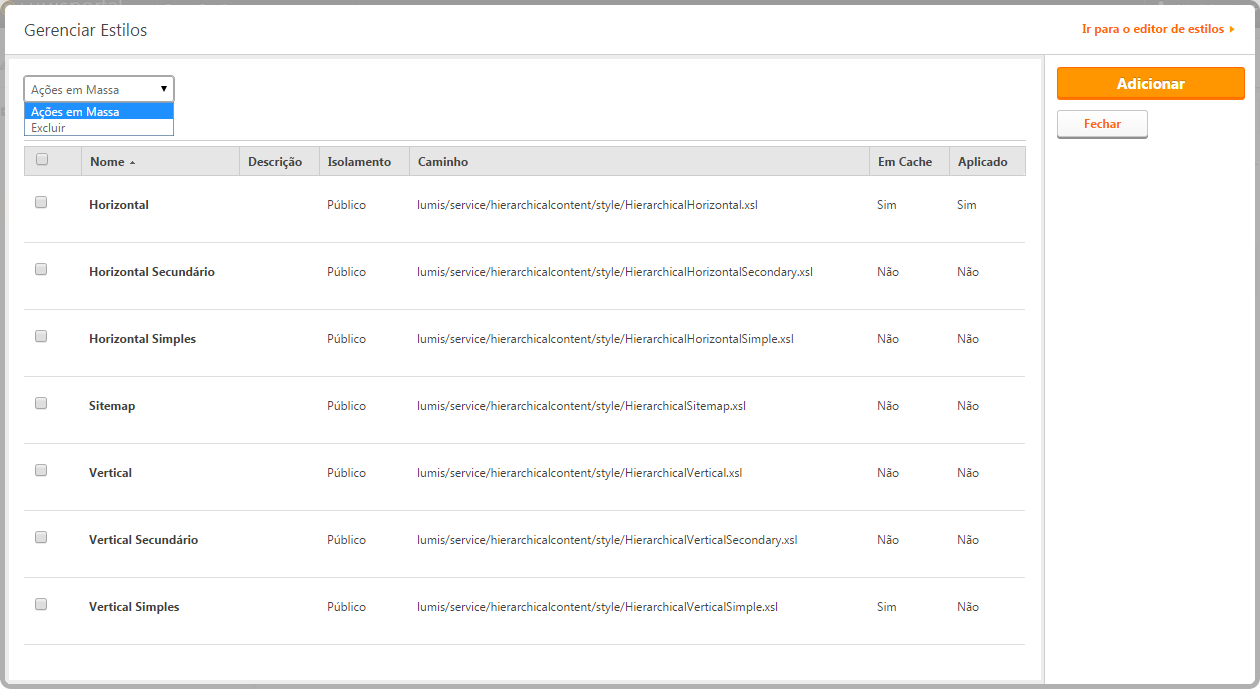 Gerenciar Estilos
Ir para o editor de estilos
Ações em Massa
Ações em Massa
Excluir
Adicionar
Fechar
Nome Descrição Isolamento Caminho Em Cache Aplicado
Horizontal Público lumis/service/hierarchicalcontent/style/HierarchicalHorizontal.xsl Sim Sim
Horizontal Secundário Público lumis/service/hierarchicalcontent/style/HierarchicalHorizontalSecondary.xsl Não Não
Horizontal Simples Público lumis/service/hierarchicalcontent/style/HierarchicalHorizontalSimple.xsl Não Não
Sitemap Público lumis/service/hierarchicalcontent/style/HierarchicalSitemap.xsl Não Não
Vertical Público lumis/service/hierarchicalcontent/style/HierarchicalVertical.xsl Não Não
Vertical Secundário Público lumis/service/hierarchicalcontent/style/HierarchicalVerticalSecondary.xsl Não Não
Vertical Simples Público lumis/service/hierarchicalcontent/style/HierarchicalVerticalSimple.xsl Sim Não